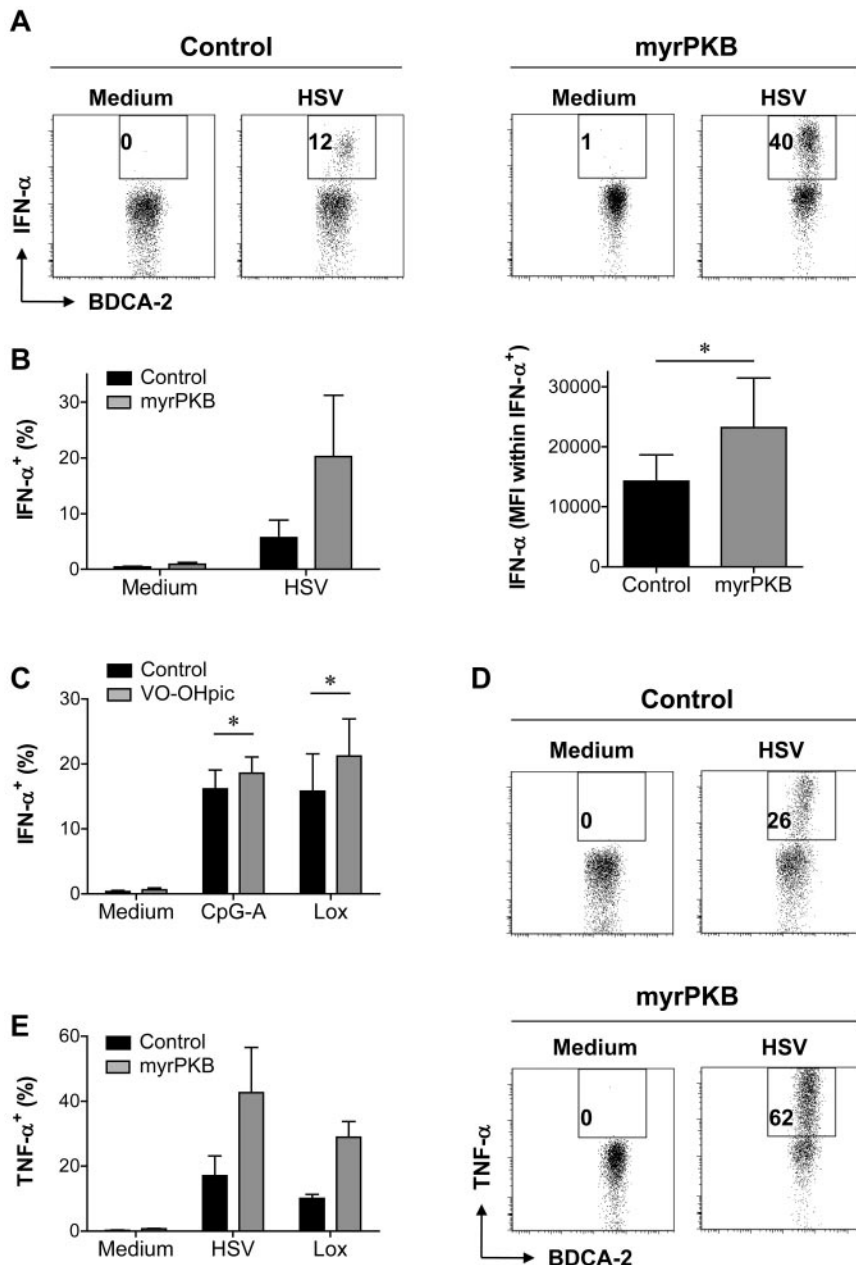 A
Control
myrPKB
Medium
HSV
Medium
HSV
0
12
1
40
IFN-α
BDCA-2
B
Control
myrPKB
IFN-α⁺ (%)
30
20
10
0
Medium
HSV
*
IFN-α (MFI within IFN-α⁺)
30000
20000
10000
0
Control
myrPKB
C
Control
VO-OHpic
IFN-α⁺ (%)
30
20
10
0
*
*
Medium
CpG-A
Lox
D
Control
Medium
HSV
0
26
myrPKB
Medium
HSV
0
62
TNF-α
BDCA-2
E
Control
myrPKB
TNF-α⁺ (%)
60
40
20
0
Medium
HSV
Lox